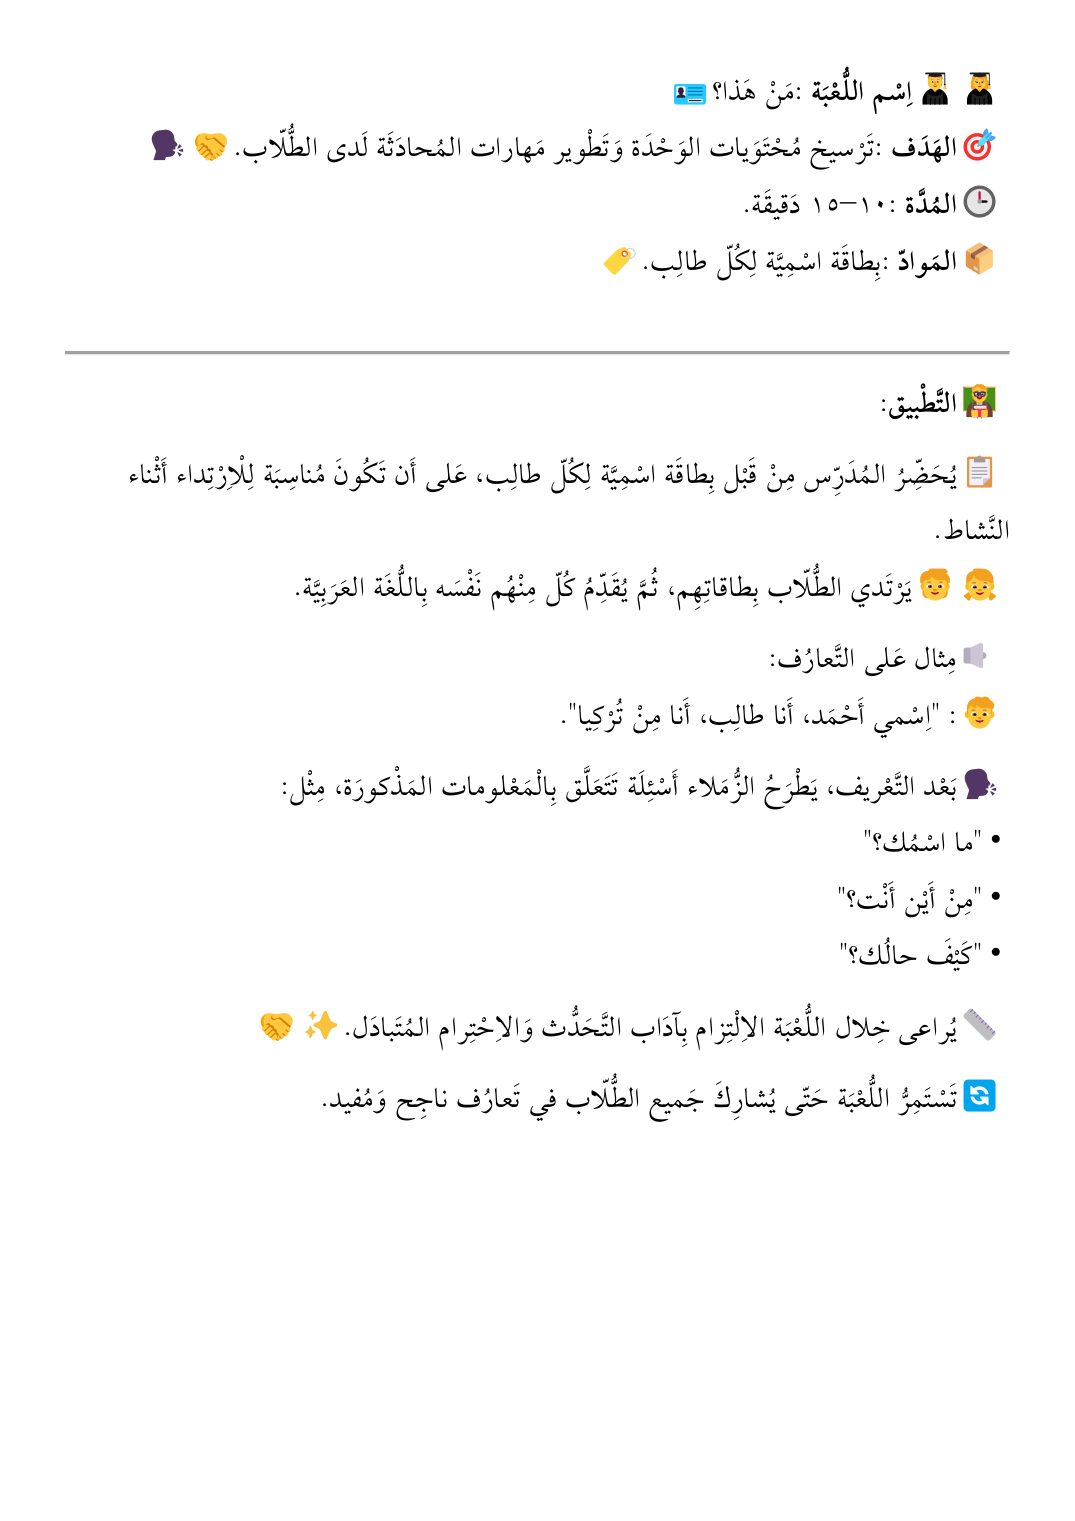 اِسْم اللُّعْبَة :مَنْ هَذا؟
الهَدَف :تَرْسيخ مُحْتَوَيات الوَحْدَة وَتَطْوير مَهارات المُحادَثَة لَدى الطُّلّاب.
المُدَّة :١٠–١٥ دَقيقَة.
المَوادّ :بِطاقَة اسْمِيَّة لِكُلّ طالِب.
التَّطْبيق:
يُحَضِّرُ المُدَرِّس مِنْ قَبْل بِطاقَة اسْمِيَّة لِكُلّ طالِب، عَلى أَن تَكُونَ مُناسِبَة لِلْاِرْتِداء أَثْناء
النَّشاط.
يَرْتَدي الطُّلّاب بِطاقاتِهِم، ثُمَّ يُقَدِّمُ كُلّ مِنْهُم نَفْسَه بِاللُّغَة العَرَبِيَّة.
مِثال عَلى التَّعارُف:
: "اِسْمي أَحْمَد، أَنا طالِب، أَنا مِنْ تُرْكِيا".
بَعْد التَّعْريف، يَطْرَحُ الزُّمَلاء أَسْئِلَة تَتَعَلَّق بِالْمَعْلومات المَذْكورَة، مِثْل:
• "ما اسْمُك؟"
• "مِنْ أَيْن أَنْت؟"
• "كَيْفَ حالُك؟"
يُراعى خِلال اللُّعْبَة الاِلْتِزام بِآدَاب التَّحَدُّث وَالاِحْتِرام المُتَبادَل.
تَسْتَمِرُّ اللُّعْبَة حَتّى يُشارِكَ جَميع الطُّلّاب في تَعارُف ناجِح وَمُفيد.